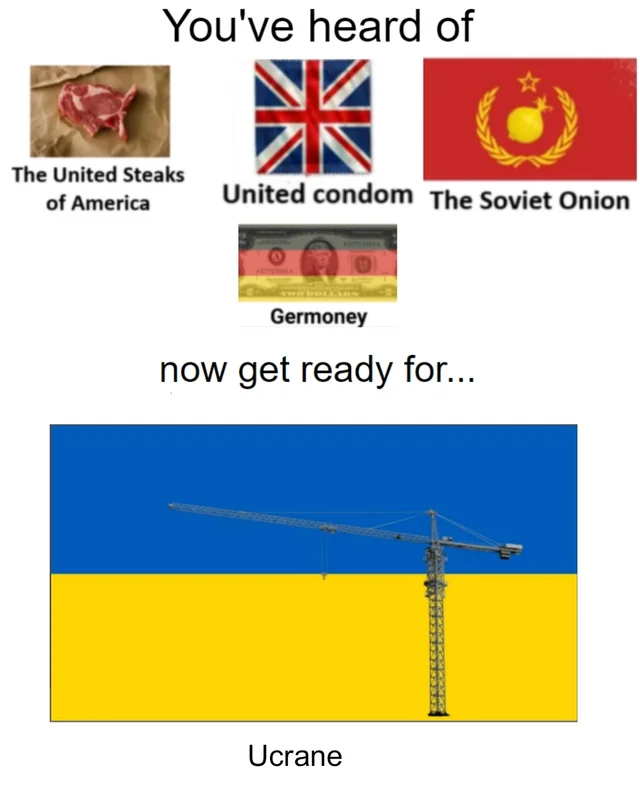 You've heard of
The United Steaks
of America
United condom
The Soviet Onion
Germoney
now get ready for...
Ucrane